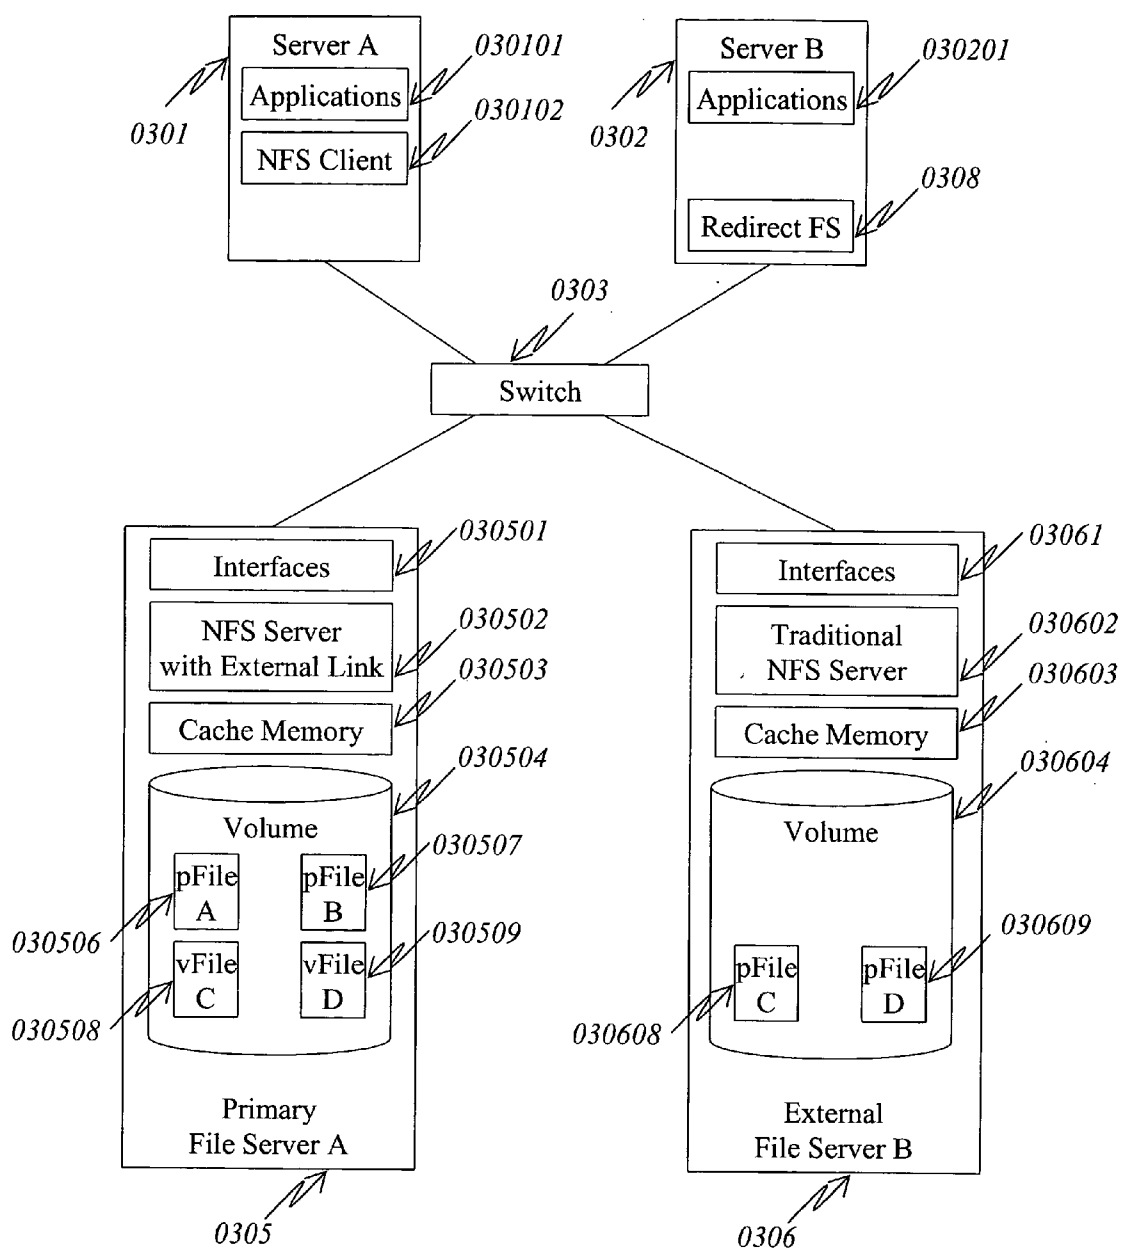 Server A
030101
Applications
030102
NFS Client
0301
Server B
030201
Applications
0302
0308
Redirect FS
0303
Switch
030501
Interfaces
030502
NFS Server
with External Link
030503
Cache Memory
030504
Volume
030507
pFile
A
pFile
B
030506
030509
vFile
C
vFile
D
030508
Primary
File Server A
0305
03061
Interfaces
030602
Traditional
NFS Server
030603
Cache Memory
030604
Volume
030609
pFile
C
pFile
D
030608
External
File Server B
0306